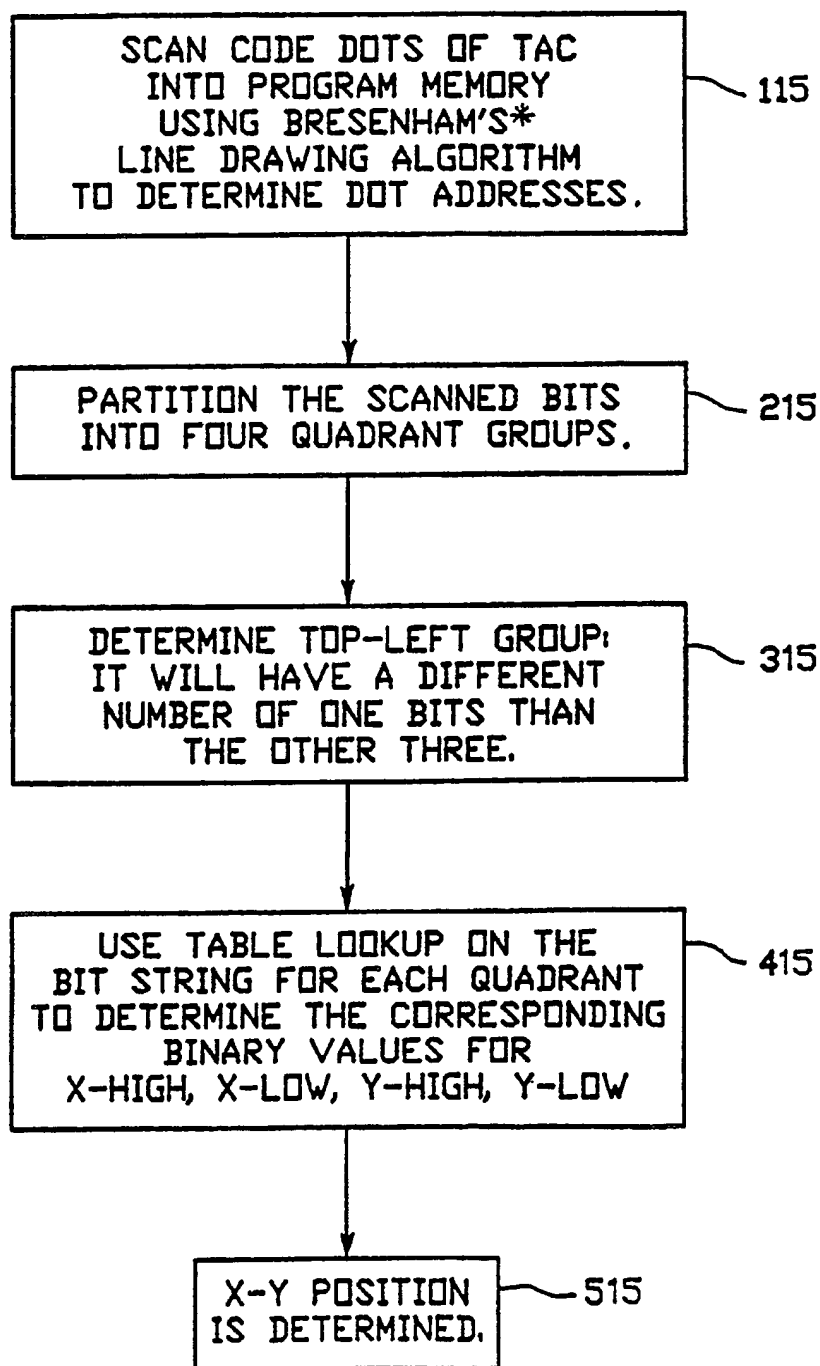 SCAN CODE DOTS OF TAC
INTO PROGRAM MEMORY
USING BRESENHAM'S*
LINE DRAWING ALGORITHM
TO DETERMINE DOT ADDRESSES.
115
PARTITION THE SCANNED BITS
INTO FOUR QUADRANT GROUPS.
215
DETERMINE TOP-LEFT GROUP:
IT WILL HAVE A DIFFERENT
NUMBER OF ONE BITS THAN
THE OTHER THREE.
315
USE TABLE LOOKUP ON THE
BIT STRING FOR EACH QUADRANT
TO DETERMINE THE CORRESPONDING
BINARY VALUES FOR
X-HIGH, X-LOW, Y-HIGH, Y-LOW
415
X-Y POSITION
IS DETERMINED.
515